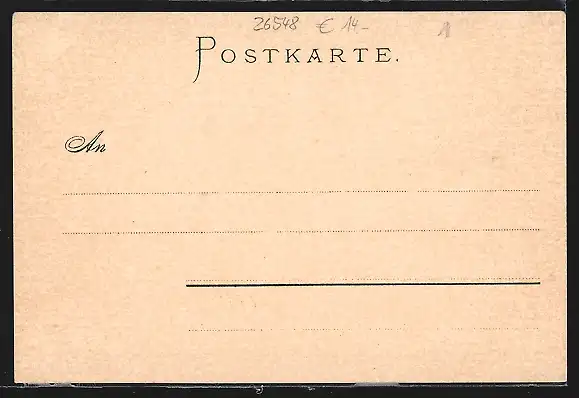 26548 € 14.-
1
POSTKARTE.
An